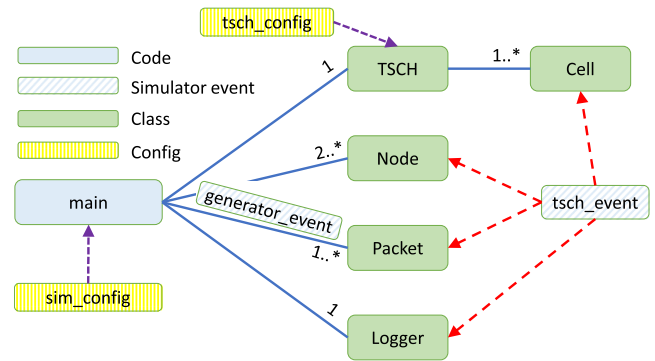 tsch_config
Code
Simulator event
Class
Config
main
sim_config
1
TSCH
1..*
Cell
2..*
Node
generator_event
1..*
Packet
tsch_event
1
Logger